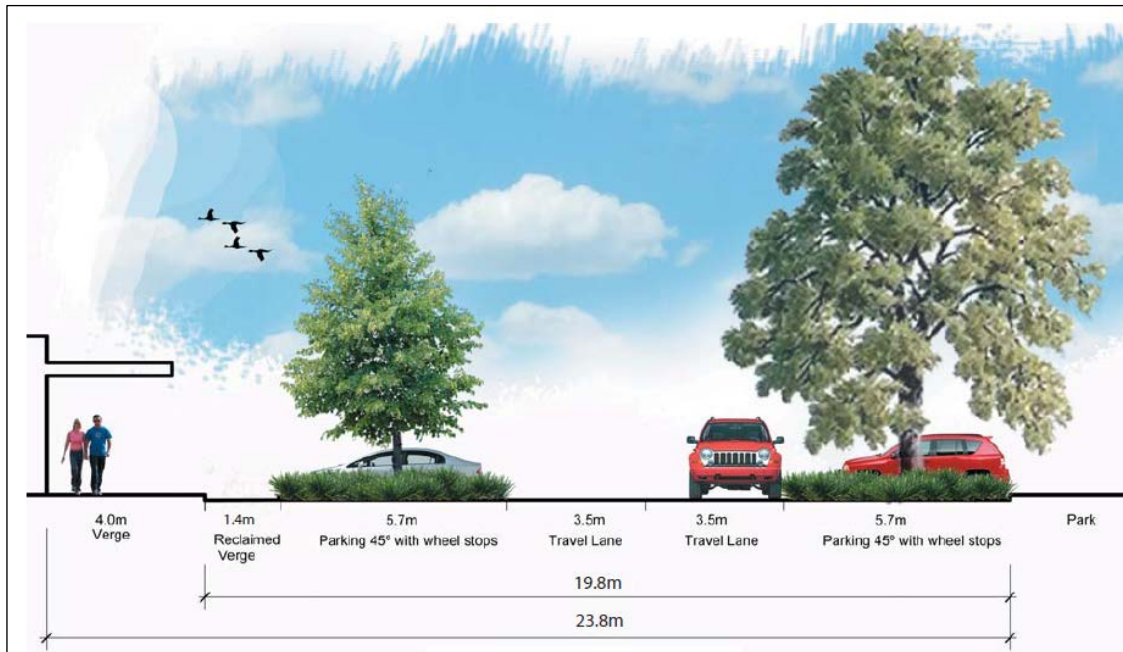 4.0m
Verge
1.4m
Reclaimed
Verge
5.7m
Parking 45° with wheel stops
3.5m
Travel Lane
3.5m
Travel Lane
5.7m
Parking 45° with wheel stops
Park
19.8m
23.8m